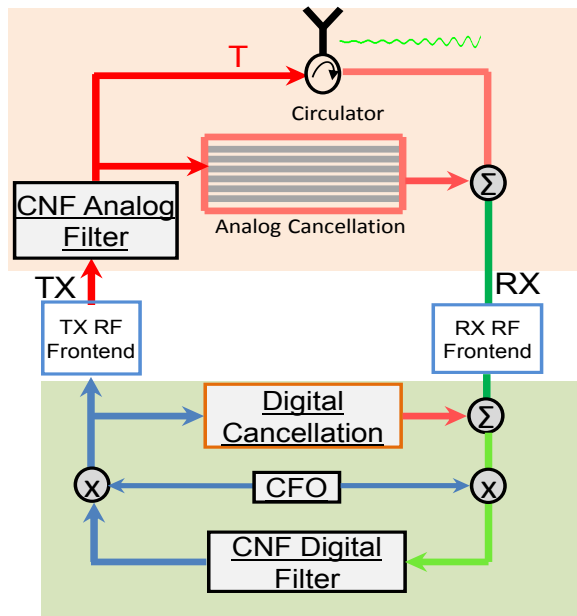 T
Circulator
CNF Analog
Filter
Analog Cancellation
Σ
TX
RX
TX RF
Frontend
RX RF
Frontend
Digital
Cancellation
Σ
X
CFO
X
CNF Digital
Filter